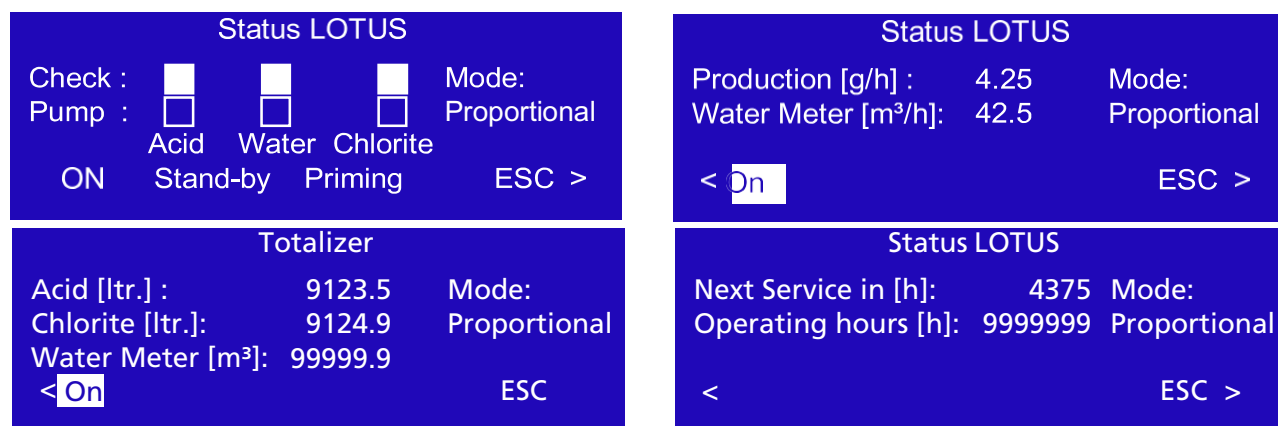 Status LOTUS
Check :
Mode:
Pump :
Proportional
Acid Water Chlorite
ON Stand-by Priming ESC >
Status LOTUS
Production [g/h] : 4.25 Mode:
Water Meter [m³/h]: 42.5 Proportional
< On ESC >
Totalizer
Acid [ltr.] : 9123.5 Mode:
Chlorite [ltr.]: 9124.9 Proportional
Water Meter [m³]: 99999.9
< On ESC
Status LOTUS
Next Service in [h]: 4375 Mode:
Operating hours [h]: 9999999 Proportional
< ESC >